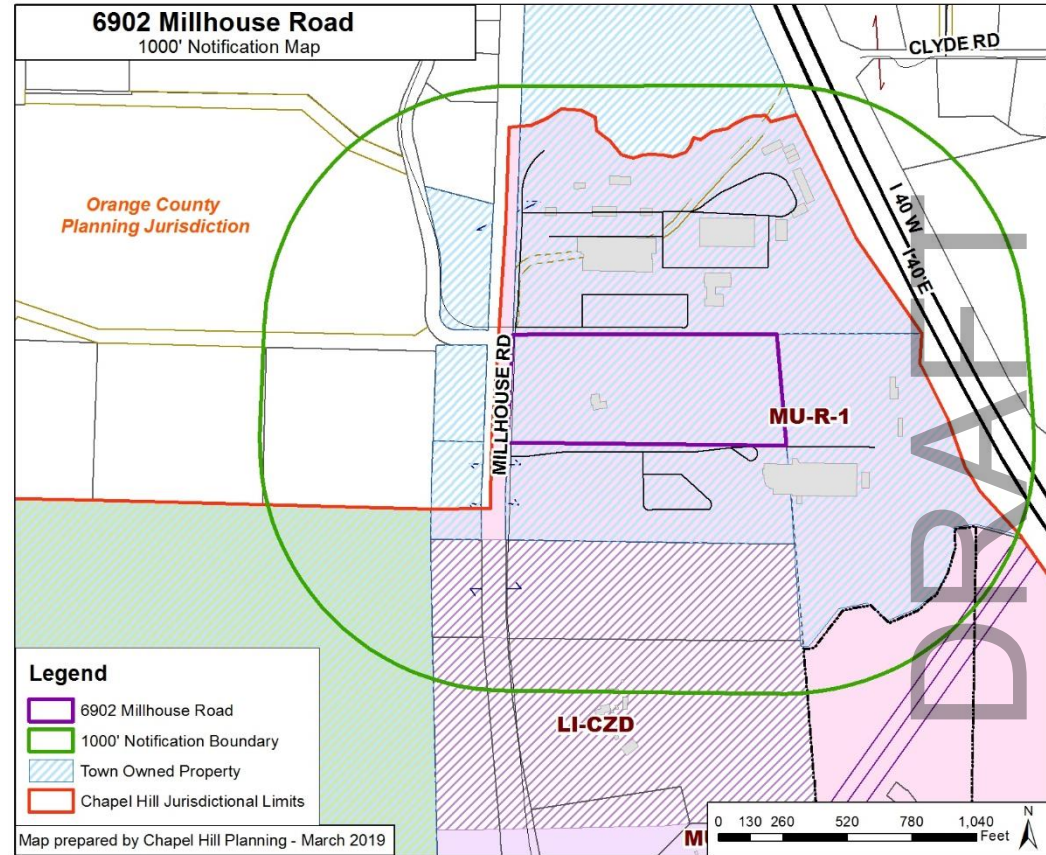 6902 Millhouse Road
1000' Notification Map
CLYDE RD
Orange County
Planning Jurisdiction
I 40 W
I 40 E
MILLHOUSE RD
MU-R-1
DRAFT
LI-CZD
Legend
6902 Millhouse Road
1000' Notification Boundary
Town Owned Property
Chapel Hill Jurisdictional Limits
Map prepared by Chapel Hill Planning - March 2019
0 130 260 520 780 1,040
Feet
N